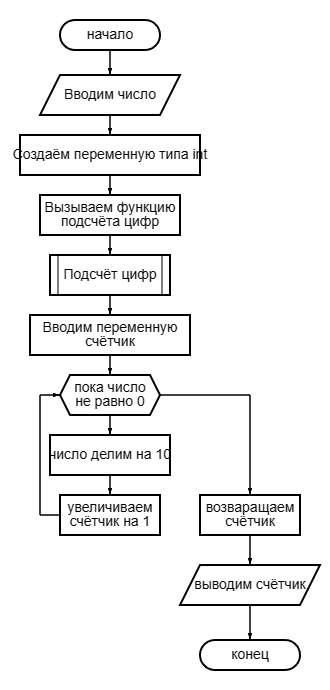 начало
Вводим число
Создаём переменную типа int
Вызываем функцию
подсчёта цифр
Подсчёт цифр
Вводим переменную
счётчик
пока число
не равно 0
число делим на 10
увеличиваем
счётчик на 1
возваращаем
счётчик
выводим счётчик
конец